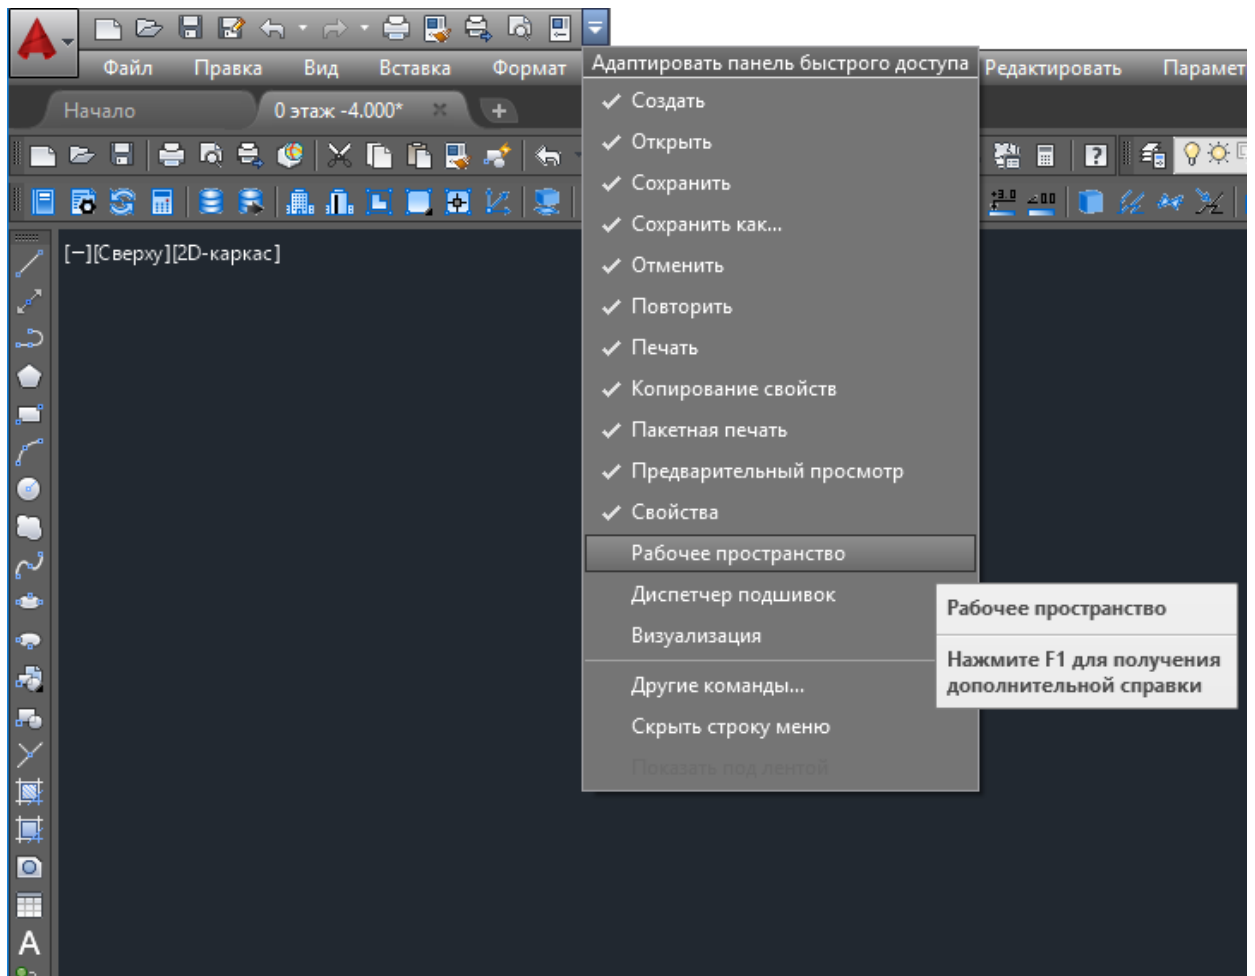 Адаптировать панель быстрого доступа
Файл Правка Вид Вставка Формат Редактировать Парамет
Начало 0 этаж -4.000*
[−][Сверху][2D-каркас]
Создать
Открыть
Сохранить
Сохранить как...
Отменить
Повторить
Печать
Копирование свойств
Пакетная печать
Предварительный просмотр
Свойства
Рабочее пространство
Диспетчер подшивок
Визуализация
Другие команды...
Скрыть строку меню
Показать под лентой
Рабочее пространство
Нажмите F1 для получения
дополнительной справки